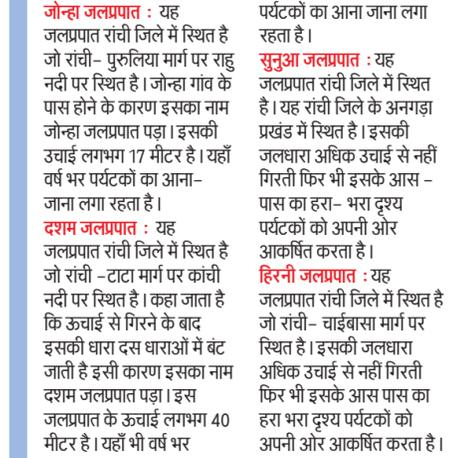 जोन्हा जलप्रपात : यह
जलप्रपात रांची जिले में स्थित है
जो रांची- पुरुलिया मार्ग पर राहु
नदी पर स्थित है। जोन्हा गांव के
पास होने के कारण इसका नाम
जोन्हा जलप्रपात पड़ा। इसकी
उचाई लगभग 17 मीटर है। यहाँ
वर्ष भर पर्यटकों का आना-
जाना लगा रहता है।
दशम जलप्रपात : यह
जलप्रपात रांची जिले में स्थित है
जो रांची -टाटा मार्ग पर कांची
नदी पर स्थित है। कहा जाता है
कि ऊचाई से गिरने के बाद
इसकी धारा दस धाराओं में बंट
जाती है इसी कारण इसका नाम
दशम जलप्रपात पड़ा। इस
जलप्रपात के ऊचाई लगभग 40
मीटर है। यहाँ भी वर्ष भर
पर्यटकों का आना जाना लगा
रहता है।
सुनुआ जलप्रपात : यह
जलप्रपात रांची जिले में स्थित
है। यह रांची जिले के अनगड़ा
प्रखंड में स्थित है। इसकी
जलधारा अधिक उचाई से नहीं
गिरती फिर भी इसके आस -
पास का हरा- भरा दृश्य
पर्यटकों को अपनी ओर
आकर्षित करता है।
हिरनी जलप्रपात : यह
जलप्रपात रांची जिले में स्थित है
जो रांची- चाईबासा मार्ग पर
स्थित है। इसकी जलधारा
अधिक उचाई से नहीं गिरती
फिर भी इसके आस पास का
हरा भरा दृश्य पर्यटकों को
अपनी ओर आकर्षित करता है।